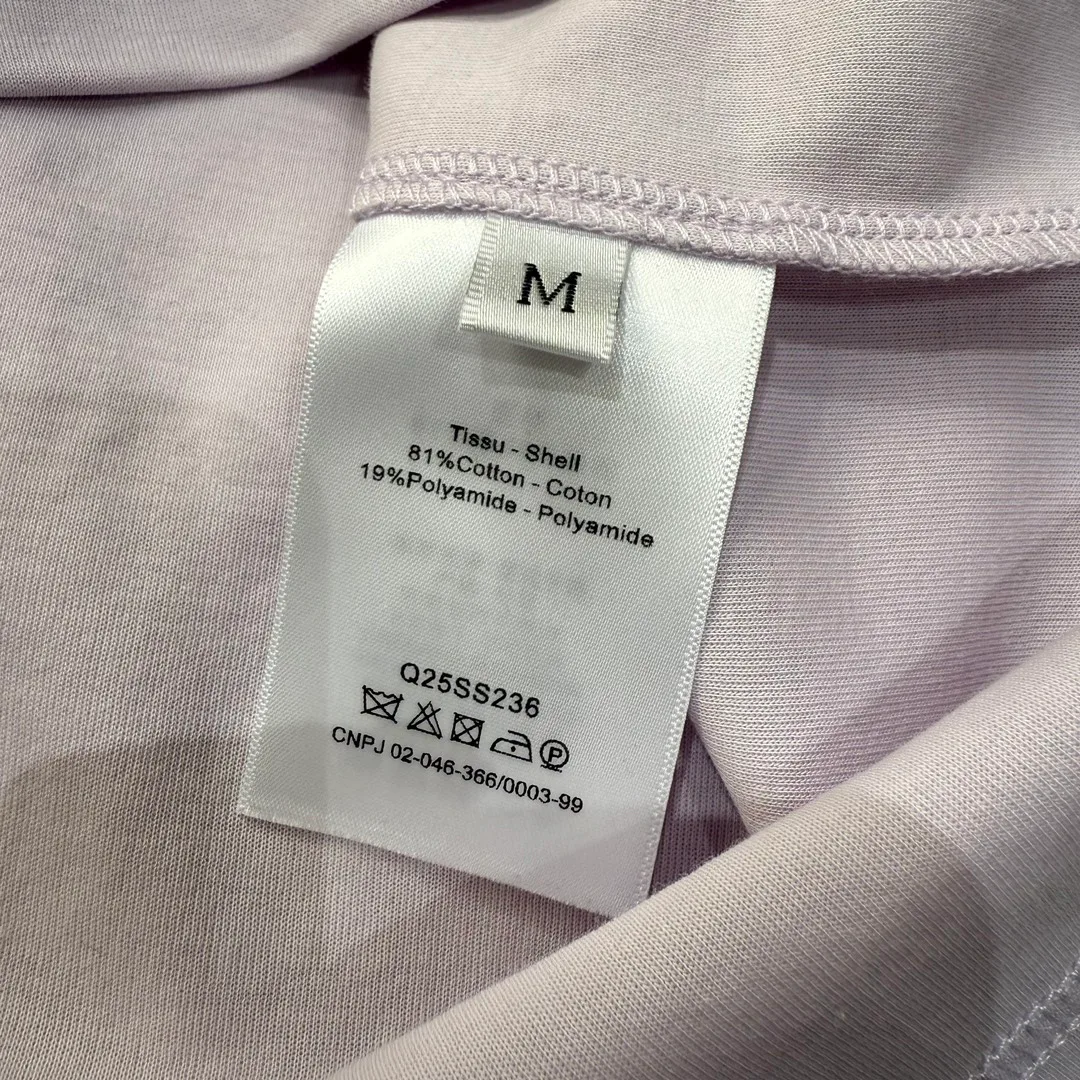 M
Tissu - Shell
81%Cotton - Coton
19%Polyamide - Polyamide
Q25SS236
P
CNPJ 02-046-366/0003-99